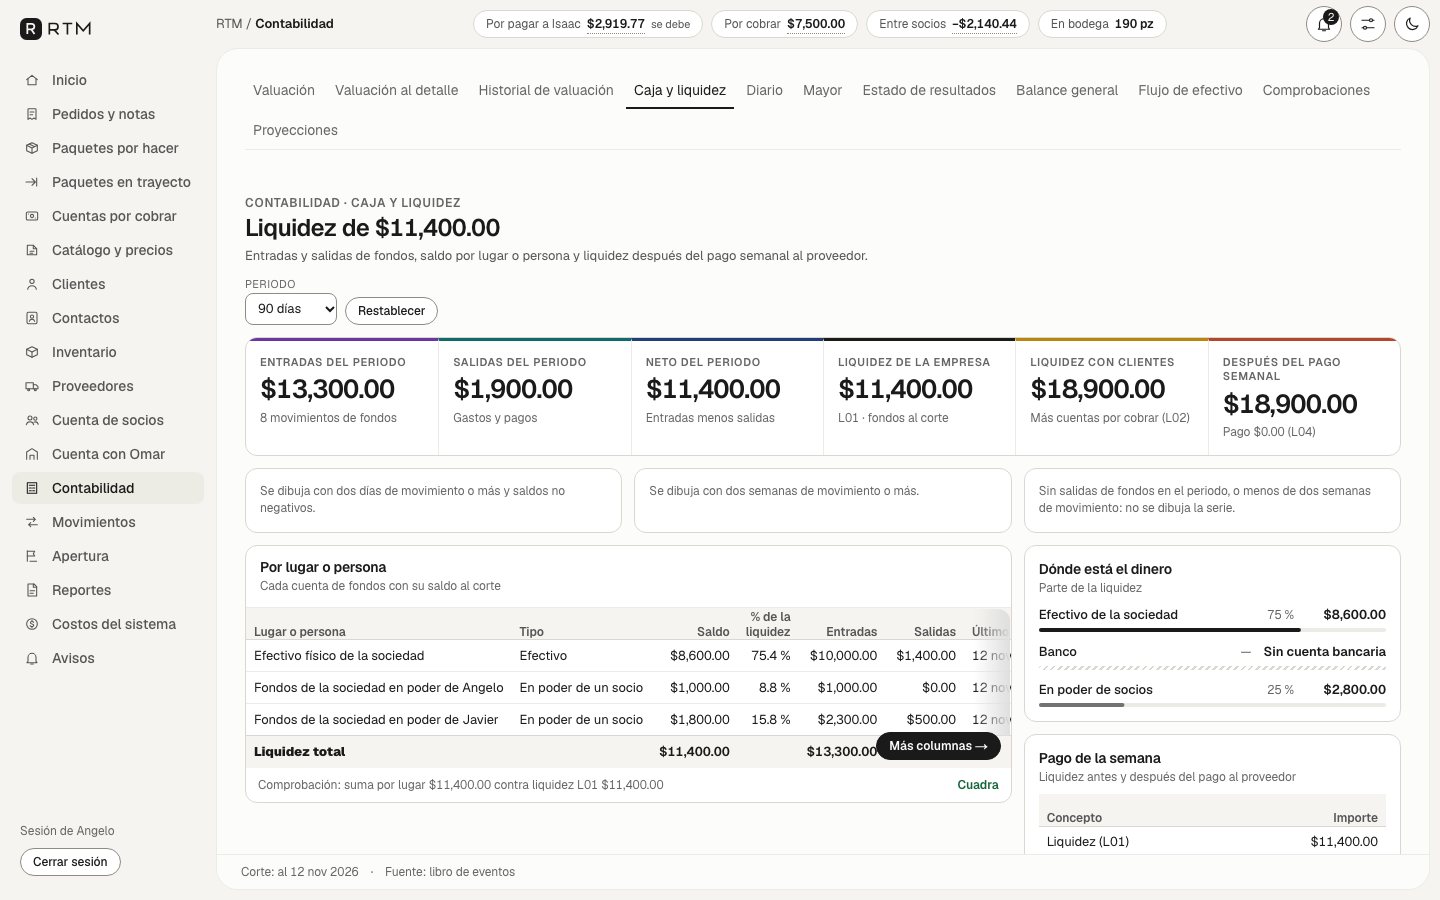 RTM
RTM / Contabilidad
Por pagar a Isaac $2,919.77 se debe
Por cobrar $7,500.00
Entre socios −$2,140.44
En bodega 190 pz
2
Inicio
Pedidos y notas
Paquetes por hacer
Paquetes en trayecto
Cuentas por cobrar
Catálogo y precios
Clientes
Contactos
Inventario
Proveedores
Cuenta de socios
Cuenta con Omar
Contabilidad
Movimientos
Apertura
Reportes
Costos del sistema
Avisos
Sesión de Angelo
Cerrar sesión
Valuación Valuación al detalle Historial de valuación Caja y liquidez Diario Mayor Estado de resultados Balance general Flujo de efectivo Comprobaciones
Proyecciones
CONTABILIDAD · CAJA Y LIQUIDEZ
Liquidez de $11,400.00
Entradas y salidas de fondos, saldo por lugar o persona y liquidez después del pago semanal al proveedor.
PERIODO
90 días Restablecer
ENTRADAS DEL PERIODO
$13,300.00
8 movimientos de fondos
SALIDAS DEL PERIODO
$1,900.00
Gastos y pagos
NETO DEL PERIODO
$11,400.00
Entradas menos salidas
LIQUIDEZ DE LA EMPRESA
$11,400.00
L01 · fondos al corte
LIQUIDEZ CON CLIENTES
$18,900.00
Más cuentas por cobrar (L02)
DESPUÉS DEL PAGO
SEMANAL
$18,900.00
Pago $0.00 (L04)
Se dibuja con dos días de movimiento o más y saldos no
negativos.
Se dibuja con dos semanas de movimiento o más.
Sin salidas de fondos en el periodo, o menos de dos semanas
de movimiento: no se dibuja la serie.
Por lugar o persona
Cada cuenta de fondos con su saldo al corte
Lugar o persona Tipo Saldo % de la liquidez Entradas Salidas Último
Efectivo físico de la sociedad Efectivo $8,600.00 75.4 % $10,000.00 $1,400.00 12 nov
Fondos de la sociedad en poder de Angelo En poder de un socio $1,000.00 8.8 % $1,000.00 $0.00 12 nov
Fondos de la sociedad en poder de Javier En poder de un socio $1,800.00 15.8 % $2,300.00 $500.00 12 nov
Liquidez total $11,400.00 $13,300.00
Más columnas →
Comprobación: suma por lugar $11,400.00 contra liquidez L01 $11,400.00 Cuadra
Dónde está el dinero
Parte de la liquidez
Efectivo de la sociedad 75 % $8,600.00
Banco — Sin cuenta bancaria
En poder de socios 25 % $2,800.00
Pago de la semana
Liquidez antes y después del pago al proveedor
Concepto Importe
Liquidez (L01) $11,400.00
Corte: al 12 nov 2026 · Fuente: libro de eventos